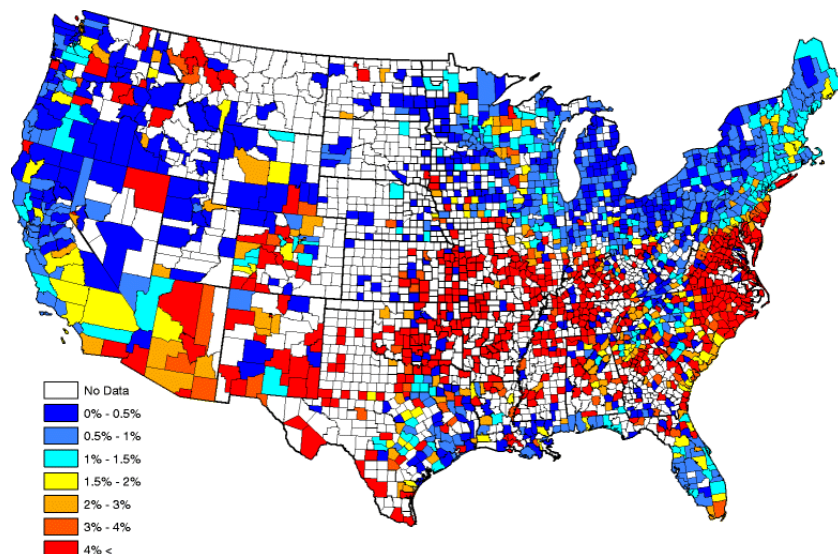 No Data
0% - 0.5%
0.5% - 1%
1% - 1.5%
1.5% - 2%
2% - 3%
3% - 4%
4% <